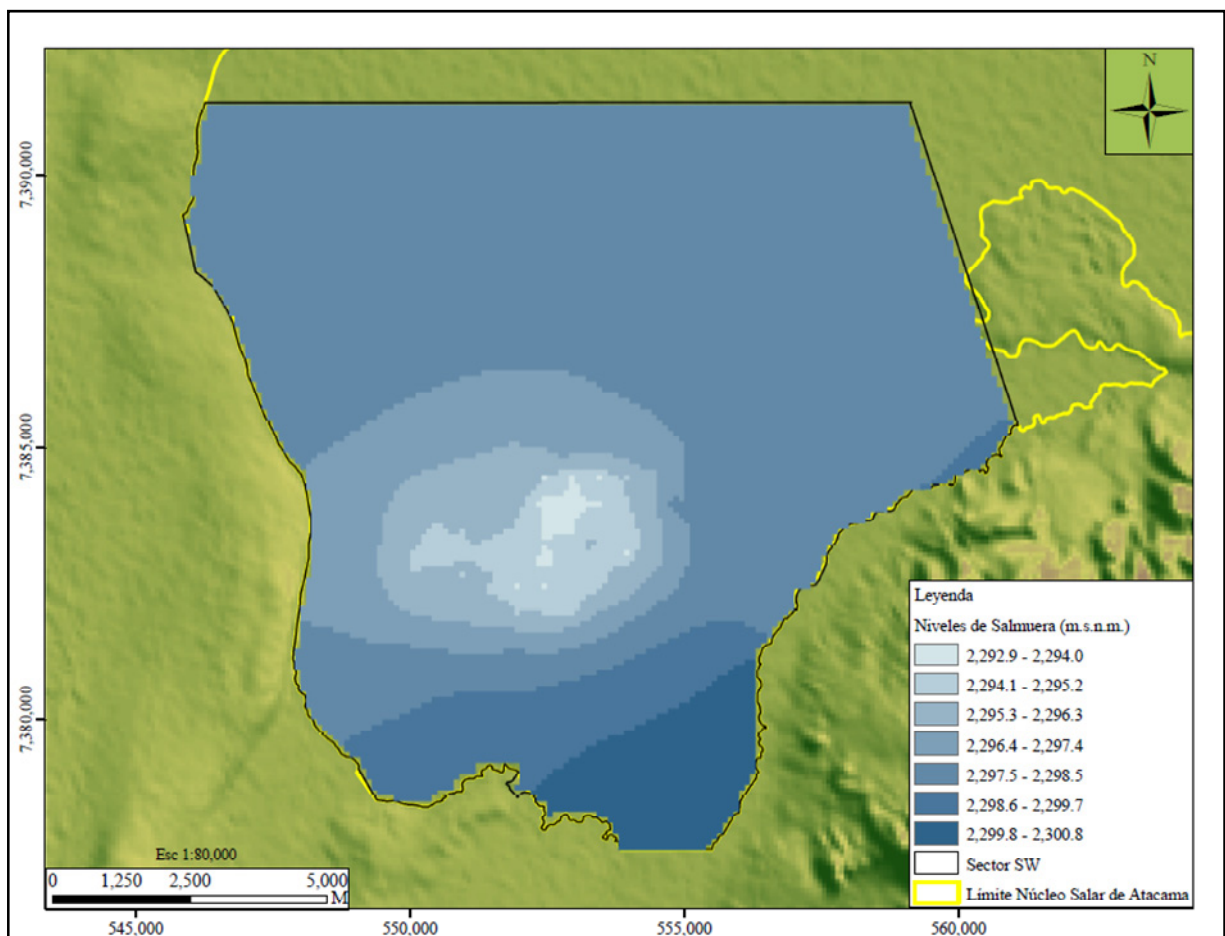 N
7,390,000
7,385,000
7,380,000
Leyenda
Niveles de Salmuera (m.s.n.m.)
2,292.9 - 2,294.0
2,294.1 - 2,295.2
2,295.3 - 2,296.3
2,296.4 - 2,297.4
2,297.5 - 2,298.5
2,298.6 - 2,299.7
2,299.8 - 2,300.8
Sector SW
Límite Núcleo Salar de Atacama
Esc 1:80,000
0 1,250 2,500 5,000
M
545,000 550,000 555,000 560,000